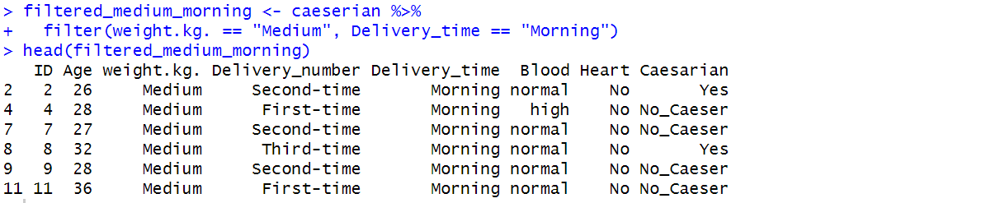 > filtered_medium_morning <- caeserian %>%
+   filter(weight.kg. == "Medium", Delivery_time == "Morning")
> head(filtered_medium_morning)
   ID Age weight.kg. Delivery_number Delivery_time  Blood Heart Caesarian
2   2  26     Medium     Second-time       Morning normal    No       Yes
4   4  28     Medium      First-time       Morning   high    No No_Caeser
7   7  27     Medium     Second-time       Morning normal    No No_Caeser
8   8  32     Medium      Third-time       Morning normal    No       Yes
9   9  28     Medium     Second-time       Morning normal    No No_Caeser
11 11  36     Medium      First-time       Morning normal    No No_Caeser